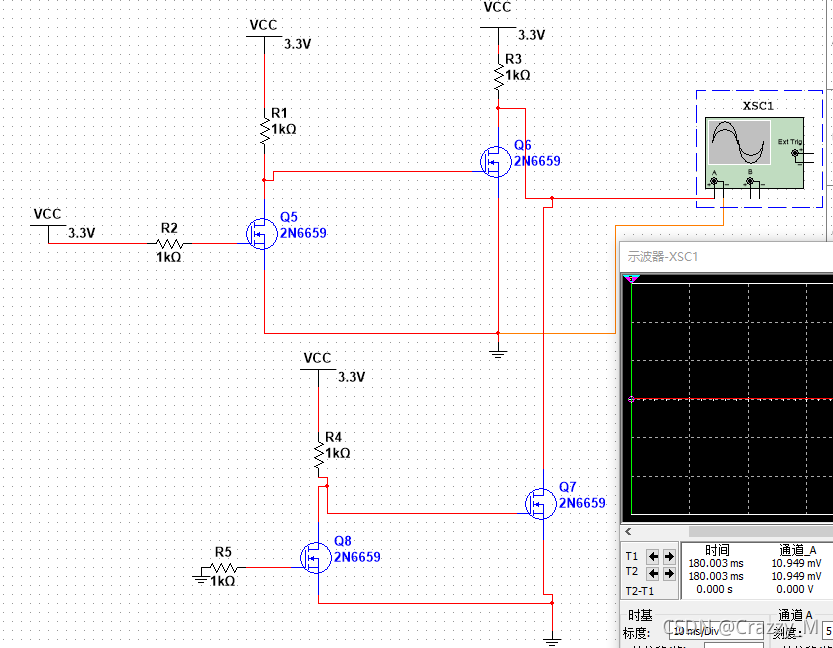 VCC
3.3V
R1
1kΩ
VCC
3.3V
R3
1kΩ
Q6
2N6659
XSC1
Ext Trig
A
B
VCC
3.3V
R2
1kΩ
Q5
2N6659
示波器-XSC1
VCC
3.3V
R4
1kΩ
Q7
2N6659
R5
1kΩ
Q8
2N6659
T1
T2
T2-T1
时间 通道_A
180.003 ms 10.949 mV
180.003 ms 10.949 mV
0.000 s 0.000 V
时基 通道 A
标度: 10 ms/Div 刻度: 5
CSDN @Crazzy_M